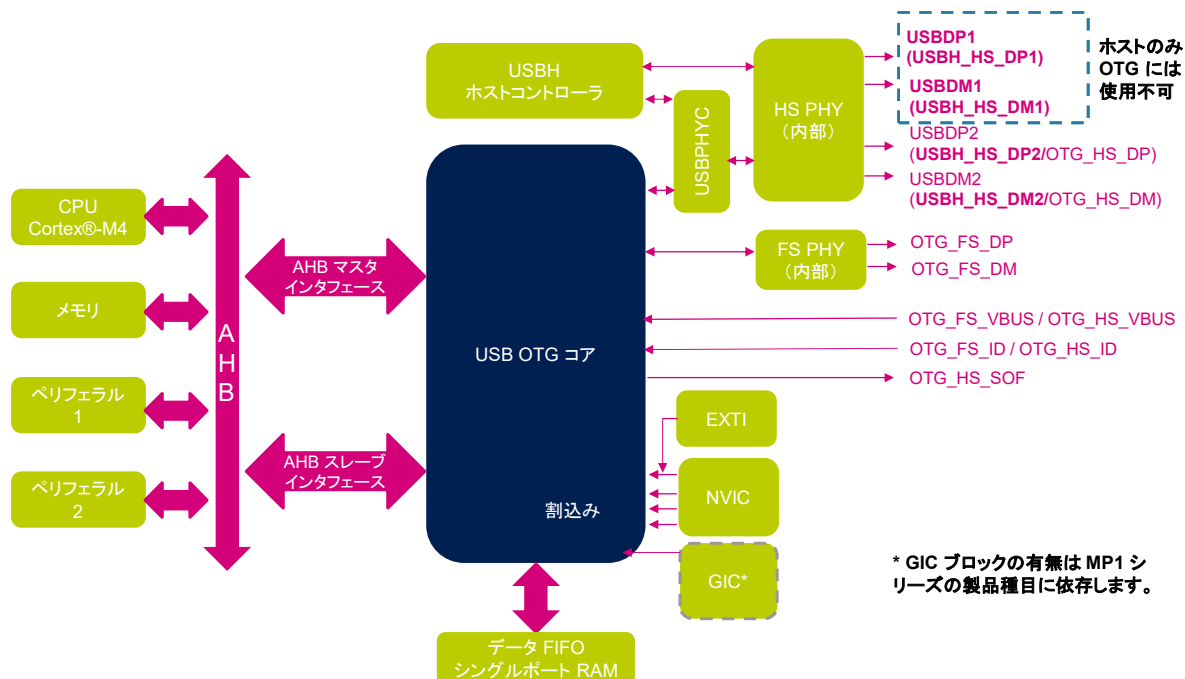 USBH
ホストコントローラ
USBPHYC
HS PHY
（内部）
USBDP1
(USBH_HS_DP1)
USBDM1
(USBH_HS_DM1)
ホストのみ
OTG には
使用不可
USBDP2
(USBH_HS_DP2/OTG_HS_DP)
USBDM2
(USBH_HS_DM2/OTG_HS_DM)
CPU
Cortex®-M4
メモリ
ペリフェラル
1
ペリフェラル
2
A
H
B
AHB マスタ
インタフェース
AHB スレーブ
インタフェース
USB OTG コア
割込み
FS PHY
（内部）
OTG_FS_DP
OTG_FS_DM
OTG_FS_VBUS / OTG_HS_VBUS
OTG_FS_ID / OTG_HS_ID
OTG_HS_SOF
EXTI
NVIC
GIC*
* GIC ブロックの有無は MP1 シ
リーズの製品種目に依存します。
データ FIFO
シングルポート RAM